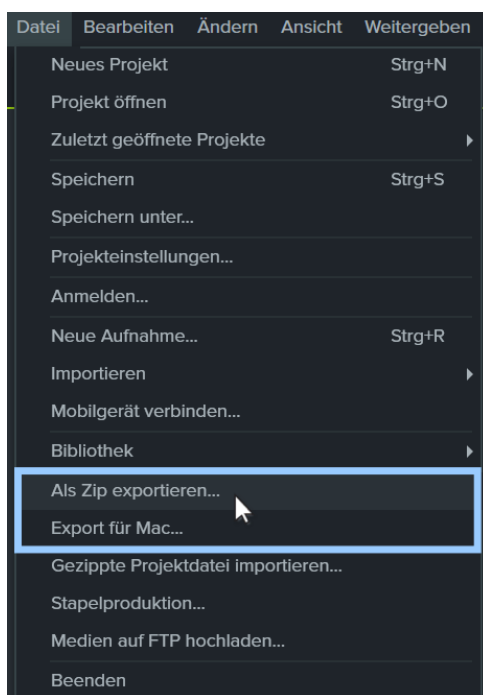 Datei Bearbeiten Ändern Ansicht Weitergeben
Neues Projekt Strg+N
Projekt öffnen Strg+O
Zuletzt geöffnete Projekte
Speichern Strg+S
Speichern unter...
Projekteinstellungen...
Anmelden...
Neue Aufnahme... Strg+R
Importieren
Mobilgerät verbinden...
Bibliothek
Als Zip exportieren...
Export für Mac...
Gezippte Projektdatei importieren...
Stapelproduktion...
Medien auf FTP hochladen...
Beenden